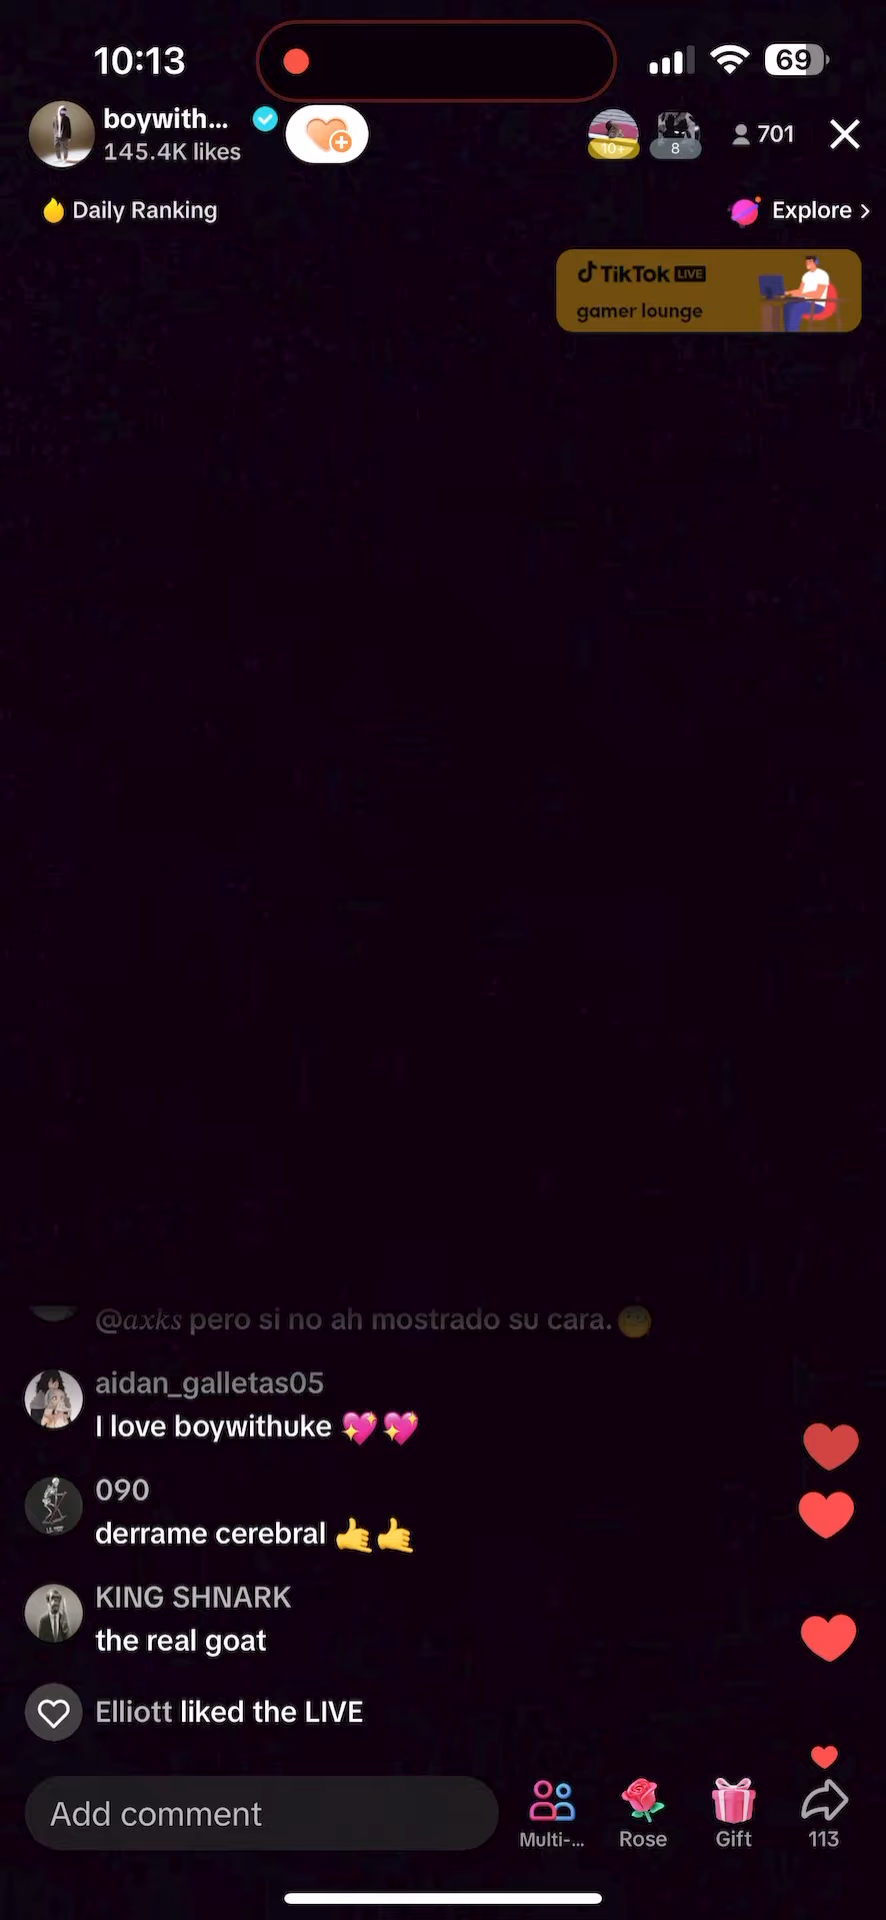 10:13
69
boywith...
145.4K likes
10+
8
701
Daily Ranking
Explore >
TikTok LIVE
gamer lounge
@axks pero si no ah mostrado su cara. 🧐
aidan_galletas05
I love boywithuke 💖💖
090
derrame cerebral 🤙🤙
KING SHNARK
the real goat
Elliott liked the LIVE
Add comment
Multi-...
Rose
Gift
113